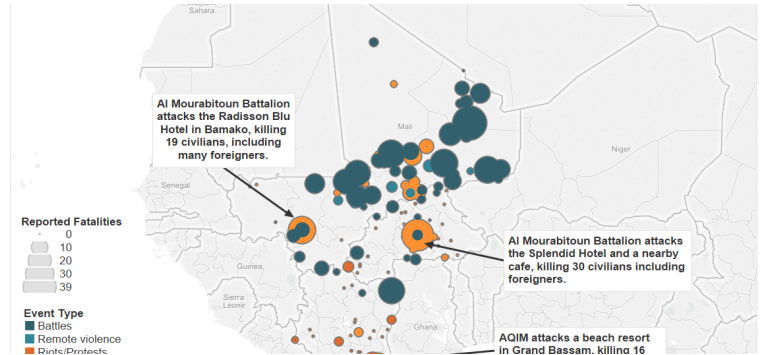 Sahara
Al Mourabitoun Battalion
attacks the Radisson Blu
Hotel in Bamako, killing
19 civilians, including
many foreigners.
Mali
Niger
Senegal
Reported Fatalities
0
10
20
30
39
Al Mourabitoun Battalion attacks
the Splendid Hotel and a nearby
cafe, killing 30 civilians including
foreigners.
Guinea
Sierra
Leone
Event Type
Battles
Remote violence
Riots/Protests
Ghana
AQIM attacks a beach resort
in Grand Bassam, killing 16